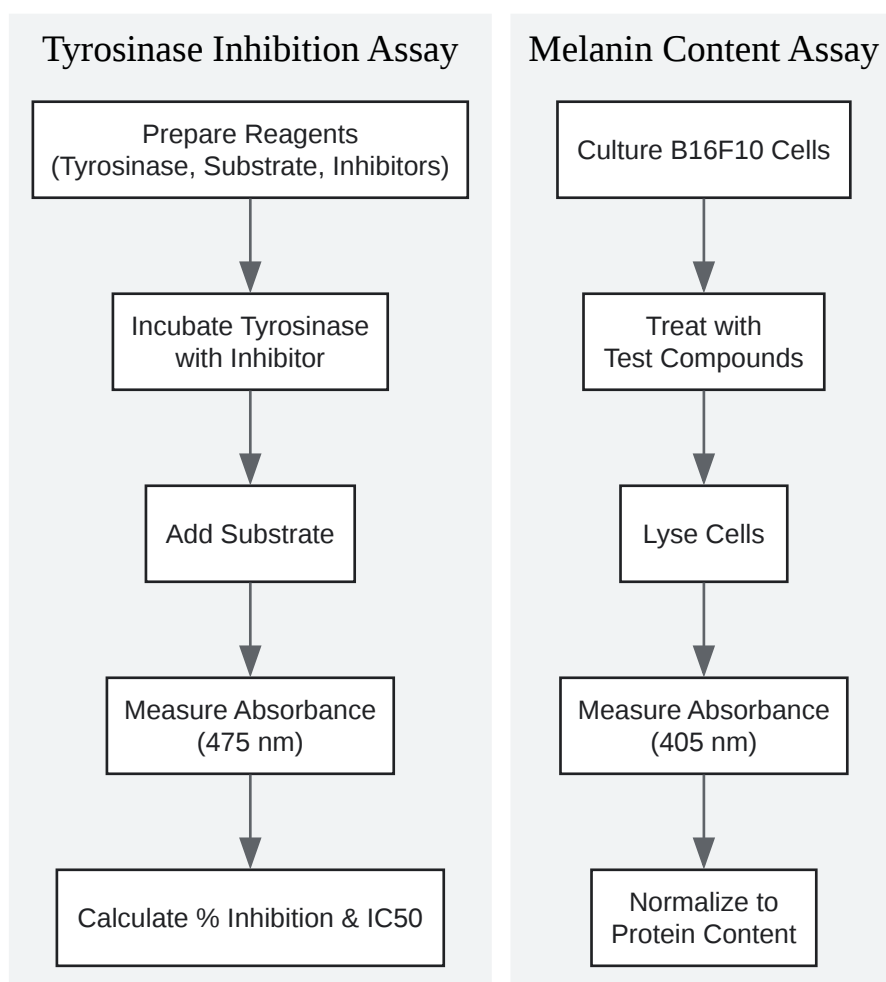 Tyrosinase Inhibition Assay
Prepare Reagents
(Tyrosinase, Substrate, Inhibitors)
Incubate Tyrosinase
with Inhibitor
Add Substrate
Measure Absorbance
(475 nm)
Calculate % Inhibition & IC50
Melanin Content Assay
Culture B16F10 Cells
Treat with
Test Compounds
Lyse Cells
Measure Absorbance
(405 nm)
Normalize to
Protein Content